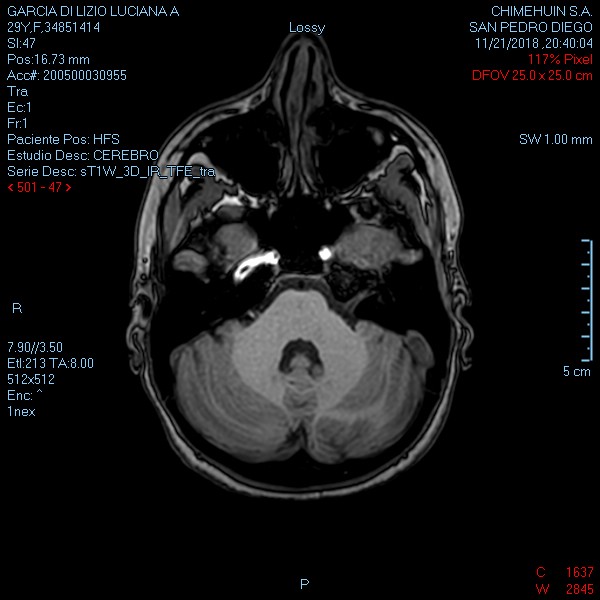 GARCIA DI LIZIO LUCIANA A
29Y,F,34851414
Sl:47
Pos:16.73 mm
Acc#: 200500030955
Tra
Ec:1
Fr:1
Paciente Pos: HFS
Estudio Desc: CEREBRO
Serie Desc: sT1W_3D_IR_TFE_tra
< 501 - 47 >
Lossy
CHIMEHUIN S.A.
SAN PEDRO DIEGO
11/21/2018 ,20:40:04
117% Pixel
DFOV 25.0 x 25.0 cm
SW 1.00 mm
R
5 cm
7.90//3.50
Etl:213 TA:8.00
512x512
Enc: ^
1nex
P
C 1637
W 2845